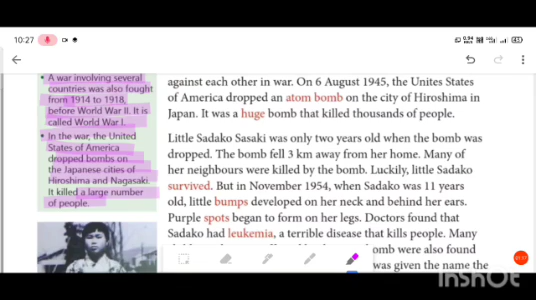 10:27
• A war involving several
countries was also fought
from 1914 to 1918,
before World War II. It is
called World War I.
• In the war, the United
States of America
dropped bombs on
the Japanese cities of
Hiroshima and Nagasaki.
It killed a large number
of people.
against each other in war. On 6 August 1945, the Unites States
of America dropped an atom bomb on the city of Hiroshima in
Japan. It was a huge bomb that killed thousands of people.
Little Sadako Sasaki was only two years old when the bomb was
dropped. The bomb fell 3 km away from her home. Many of
her neighbours were killed by the bomb. Luckily, little Sadako
survived. But in November 1954, when Sadako was 11 years
old, little bumps developed on her neck and behind her ears.
Purple spots began to form on her legs. Doctors found that
Sadako had leukemia, a terrible disease that kills people. Many
bomb were also found
was given the name the
InShOt